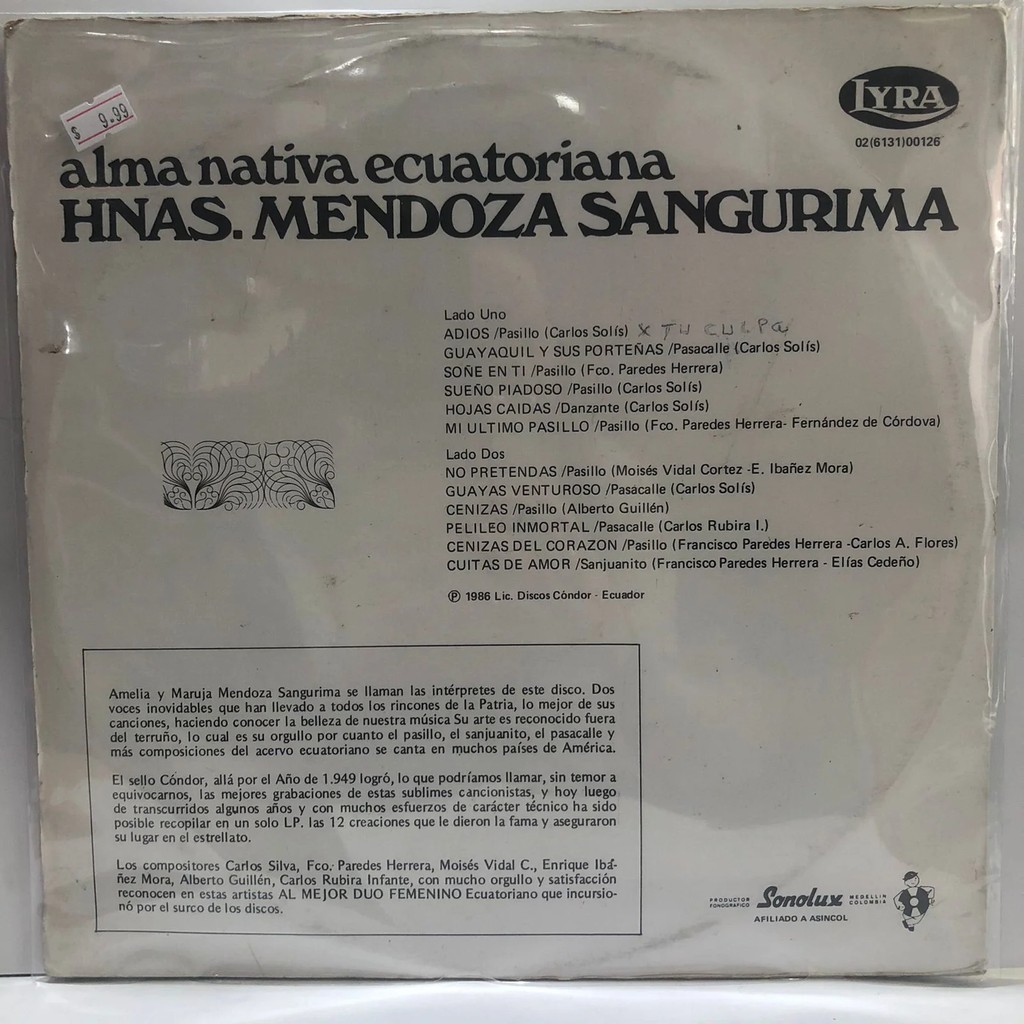 $ 9.99
LYRA
02(6131)00126
alma nativa ecuatoriana
HNAS. MENDOZA SANGURIMA
Lado Uno
ADIOS /Pasillo (Carlos Solís) X TU CULPA
GUAYAQUIL Y SUS PORTEÑAS /Pasacalle (Carlos Solís)
SOÑE EN TI /Pasillo (Fco. Paredes Herrera)
SUEÑO PIADOSO /Pasillo (Carlos Solís)
HOJAS CAIDAS /Danzante (Carlos Solís)
MI ULTIMO PASILLO /Pasillo (Fco. Paredes Herrera- Fernández de Córdova)
Lado Dos
NO PRETENDAS /Pasillo (Moisés Vidal Cortez -E. Ibañez Mora)
GUAYAS VENTUROSO /Pasacalle (Carlos Solís)
CENIZAS /Pasillo (Alberto Guillén)
PELILEO INMORTAL /Pasacalle (Carlos Rubira I.)
CENIZAS DEL CORAZON /Pasillo (Francisco Paredes Herrera -Carlos A. Flores)
CUITAS DE AMOR /Sanjuanito (Francisco Paredes Herrera - Elías Cedeño)
℗ 1986 Lic. Discos Cóndor - Ecuador
Amelia y Maruja Mendoza Sangurima se llaman las intérpretes de este disco. Dos
voces inovidables que han llevado a todos los rincones de la Patria, lo mejor de sus
canciones, haciendo conocer la belleza de nuestra música Su arte es reconocido fuera
del terruño, lo cual es su orgullo por cuanto el pasillo, el sanjuanito, el pasacalle y
más composiciones del acervo ecuatoriano se canta en muchos países de América.
El sello Cóndor, allá por el Año de 1.949 logró, lo que podríamos llamar, sin temor a
equivocarnos, las mejores grabaciones de estas sublimes cancionistas, y hoy luego
de transcurridos algunos años y con muchos esfuerzos de carácter técnico ha sido
posible recopilar en un solo LP. las 12 creaciones que le dieron la fama y aseguraron
su lugar en el estrellato.
Los compositores Carlos Silva, Fco. Paredes Herrera, Moisés Vidal C., Enrique Ibá-
ñez Mora, Alberto Guillén, Carlos Rubira Infante, con mucho orgullo y satisfacción
reconocen en estas artistas AL MEJOR DUO FEMENINO Ecuatoriano que incursio-
nó por el surco de los discos.
PRODUCTOR FONOGRAFICO Sonolux MEDELLIN COLOMBIA
AFILIADO A ASINCOL